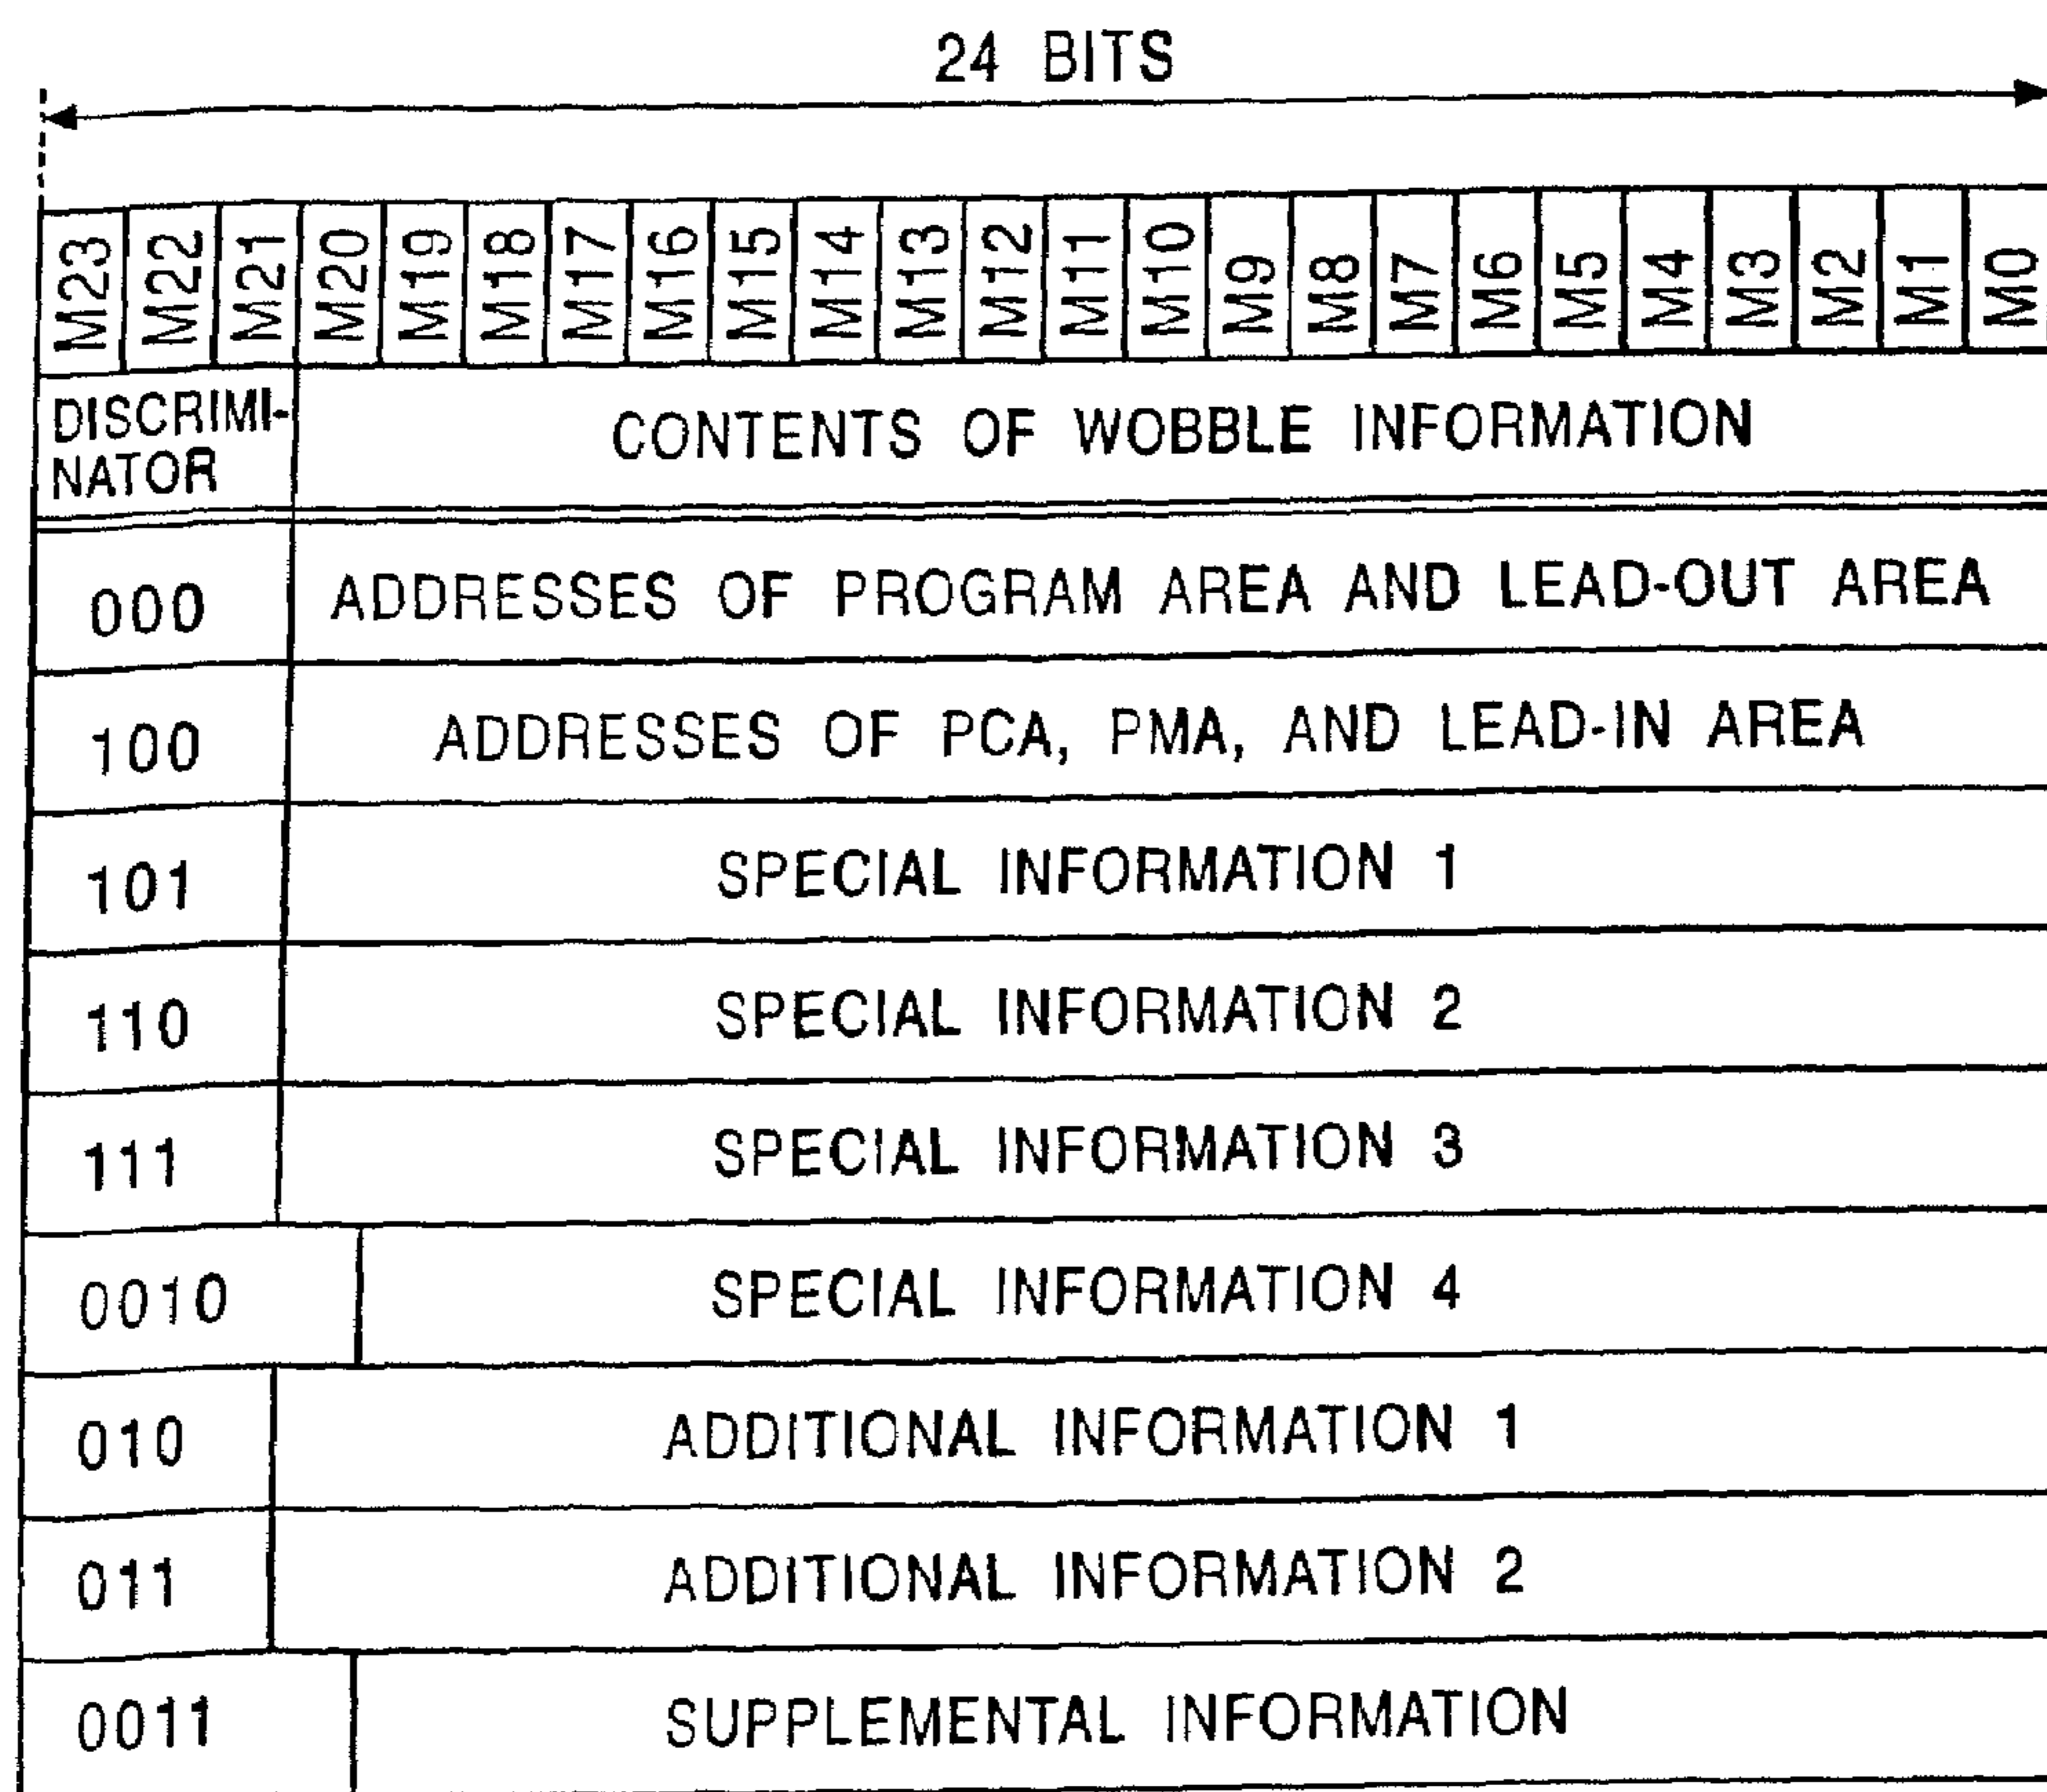 24 BITS
M23 M22 M21 M20 M19 M18 M17 M16 M15 M14 M13 M12 M11 M10 M9 M8 M7 M6 M5 M4 M3 M2 M1 M0
DISCRIMI-
NATOR
CONTENTS OF WOBBLE INFORMATION
000 ADDRESSES OF PROGRAM AREA AND LEAD-OUT AREA
100 ADDRESSES OF PCA, PMA, AND LEAD-IN AREA
101 SPECIAL INFORMATION 1
110 SPECIAL INFORMATION 2
111 SPECIAL INFORMATION 3
0010 SPECIAL INFORMATION 4
010 ADDITIONAL INFORMATION 1
011 ADDITIONAL INFORMATION 2
0011 SUPPLEMENTAL INFORMATION